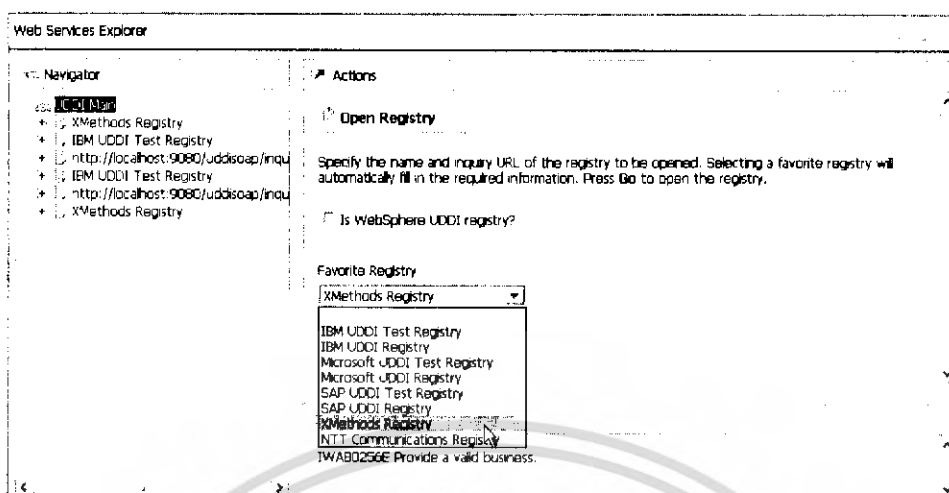 Web Services Explorer
Navigator
UDDI Main
XMethods Registry
IBM UDDI Test Registry
http://localhost:9080/uddisoap/inqu
IBM UDDI Test Registry
http://localhost:9080/uddisoap/inqu
XMethods Registry
Actions
Open Registry
Specify the name and inquiry URL of the registry to be opened. Selecting a favorite registry will
automatically fill in the required information. Press Go to open the registry.
Is WebSphere UDDI registry?
Favorite Registry
XMethods Registry
IBM UDDI Test Registry
IBM UDDI Registry
Microsoft UDDI Test Registry
Microsoft UDDI Registry
SAP UDDI Test Registry
SAP UDDI Registry
XMethods Registry
NTT Communications Registry
IWAB0256E Provide a valid business.